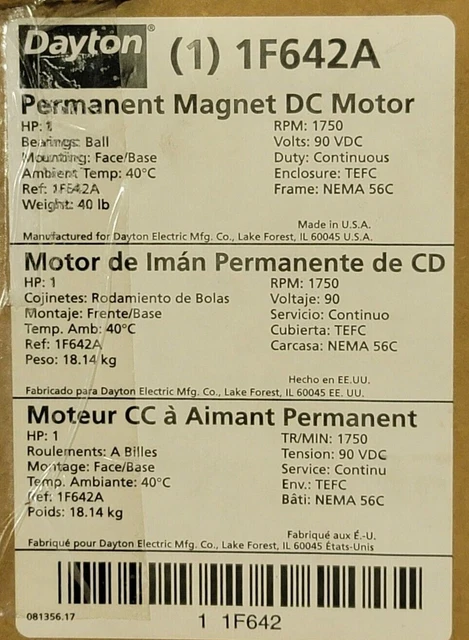 Dayton® (1) 1F642A
Permanent Magnet DC Motor
HP: 1 RPM: 1750
Bearings: Ball Volts: 90 VDC
Mounting: Face/Base Duty: Continuous
Ambient Temp: 40°C Enclosure: TEFC
Ref: 1F642A Frame: NEMA 56C
Weight: 40 lb
Made in U.S.A.
Manufactured for Dayton Electric Mfg. Co., Lake Forest, IL 60045 U.S.A.
Motor de Imán Permanente de CD
HP: 1 RPM: 1750
Cojinetes: Rodamiento de Bolas Voltaje: 90
Montaje: Frente/Base Servicio: Continuo
Temp. Amb: 40°C Cubierta: TEFC
Ref: 1F642A Carcasa: NEMA 56C
Peso: 18.14 kg
Hecho en EE.UU.
Fabricado para Dayton Electric Mfg. Co., Lake Forest, IL 60045 EE. UU.
Moteur CC à Aimant Permanent
HP: 1 TR/MIN: 1750
Roulements: A Billes Tension: 90 VDC
Montage: Face/Base Service: Continu
Temp. Ambiante: 40°C Env.: TEFC
Réf: 1F642A Bâti: NEMA 56C
Poids: 18.14 kg
Fabriqué aux É.-U.
Fabriqué pour Dayton Electric Mfg. Co., Lake Forest, IL 60045 États-Unis
081356.17 1 1F642